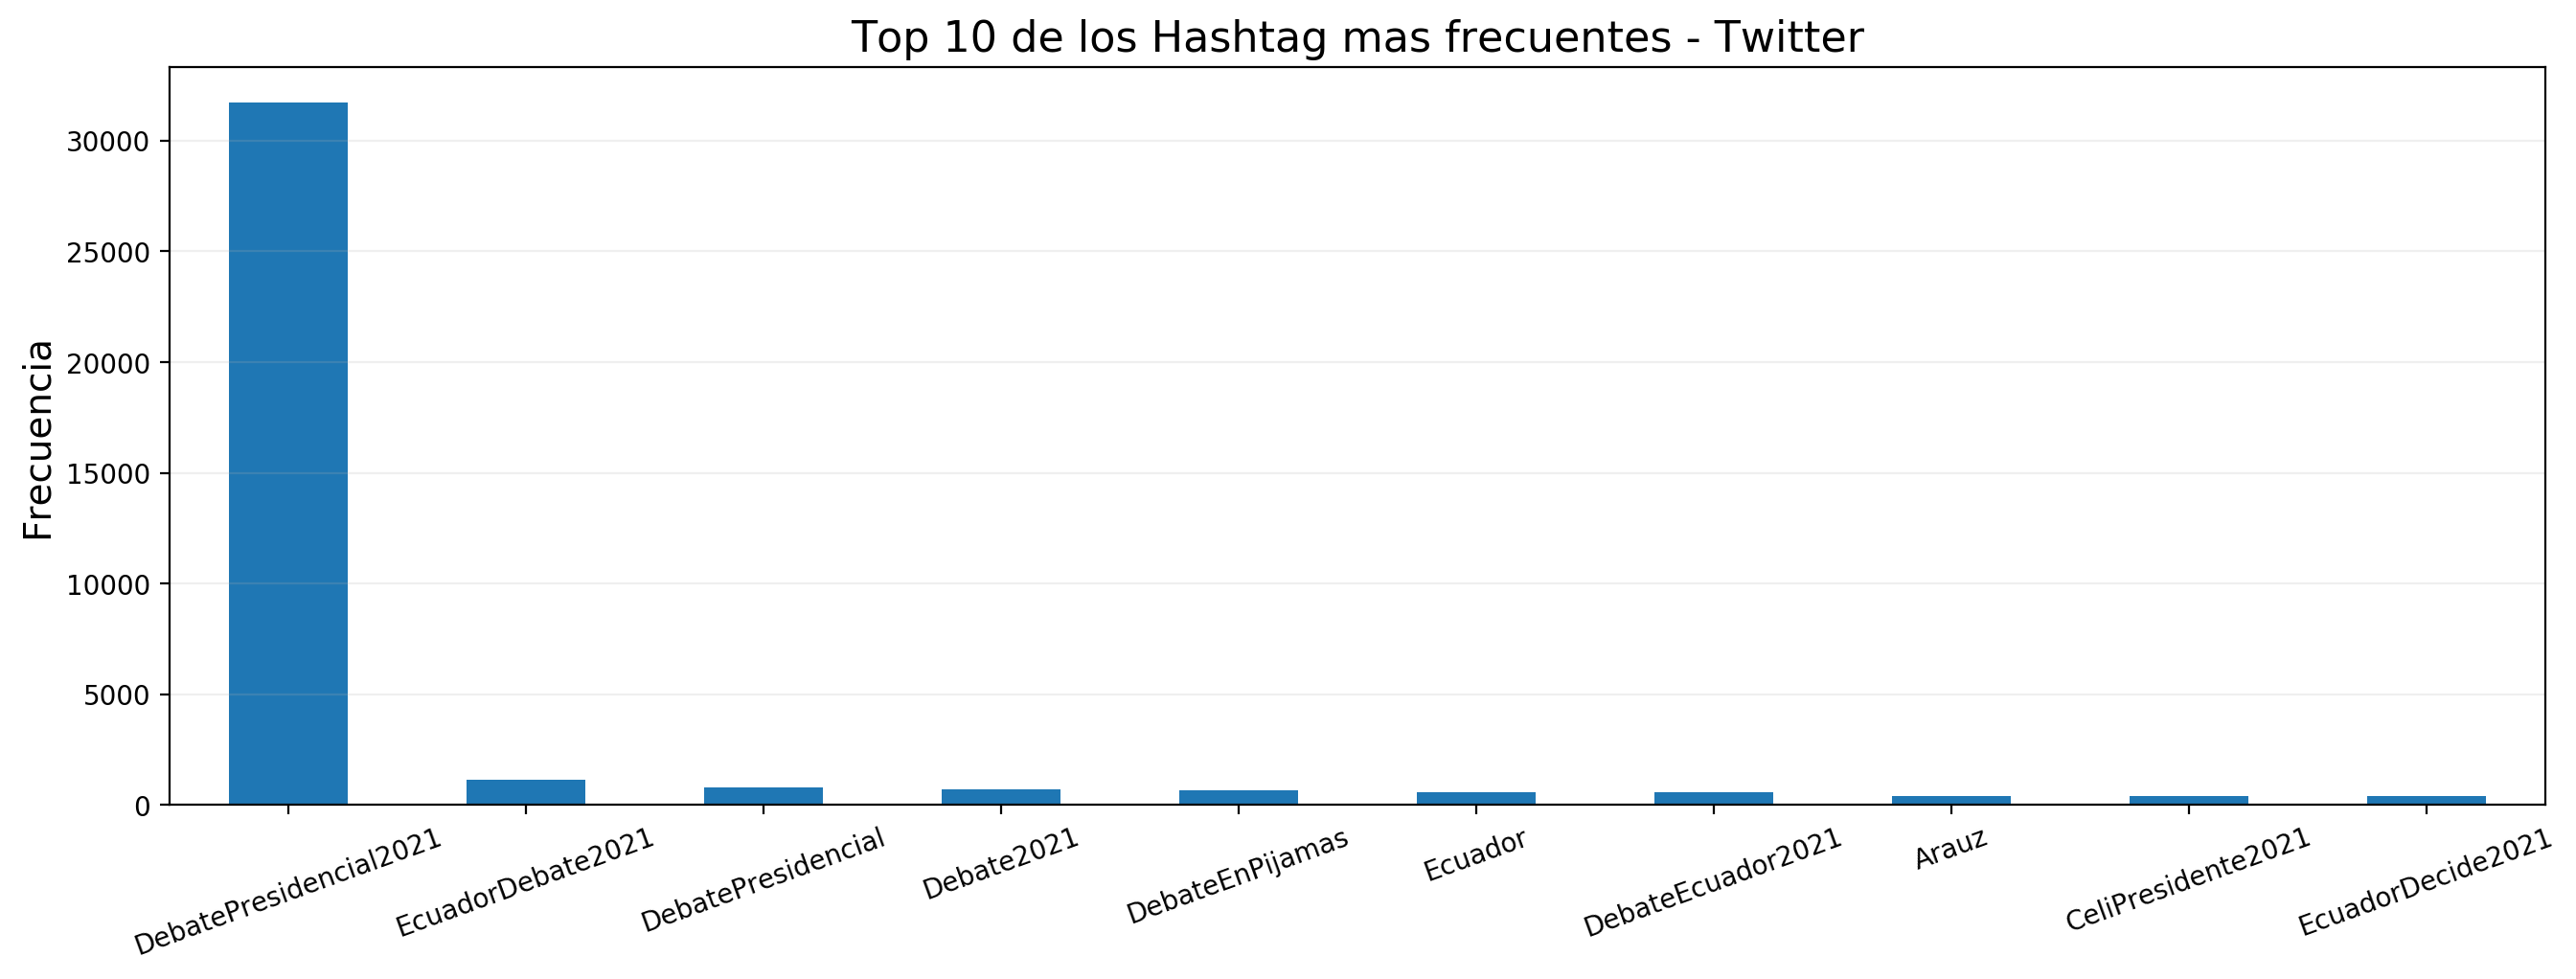 Top 10 de los Hashtag mas frecuentes - Twitter
Frecuencia
30000
25000
20000
15000
10000
5000
0
DebatePresidencial2021
EcuadorDebate2021
DebatePresidencial
Debate2021
DebateEnPijamas
Ecuador
DebateEcuador2021
Arauz
CeliPresidente2021
EcuadorDecide2021